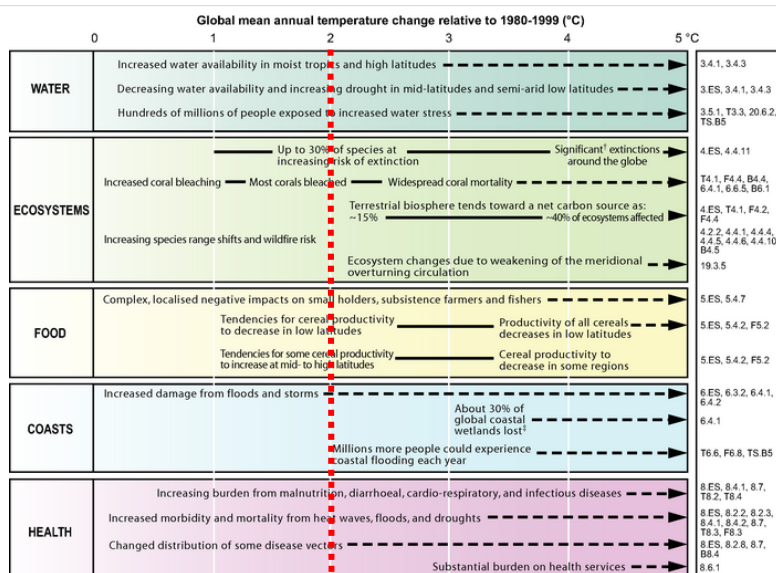 Global mean annual temperature change relative to 1980-1999 (°C)
0 1 2 3 4 5 °C
WATER
Increased water availability in moist tropics and high latitudes
3.4.1, 3.4.3
Decreasing water availability and increasing drought in mid-latitudes and semi-arid low latitudes
3.ES, 3.4.1, 3.4.3
Hundreds of millions of people exposed to increased water stress
3.5.1, T3.3, 20.6.2,
TS.B5
ECOSYSTEMS
Up to 30% of species at
increasing risk of extinction
Significant† extinctions
around the globe
4.ES, 4.4.11
Increased coral bleaching
Most corals bleached
Widespread coral mortality
T4.1, F4.4, B4.4,
6.4.1, 6.6.5, B6.1
Terrestrial biosphere tends toward a net carbon source as:
~15%
~40% of ecosystems affected
4.ES, T4.1, F4.2,
F4.4
Increasing species range shifts and wildfire risk
4.2.2, 4.4.1, 4.4.4,
4.4.5, 4.4.6, 4.4.10,
B4.5
Ecosystem changes due to weakening of the meridional
overturning circulation
19.3.5
FOOD
Complex, localised negative impacts on small holders, subsistence farmers and fishers
5.ES, 5.4.7
Tendencies for cereal productivity
to decrease in low latitudes
Productivity of all cereals
decreases in low latitudes
5.ES, 5.4.2, F5.2
Tendencies for some cereal productivity
to increase at mid- to high latitudes
Cereal productivity to
decrease in some regions
5.ES, 5.4.2, F5.2
COASTS
Increased damage from floods and storms
6.ES, 6.3.2, 6.4.1,
6.4.2
About 30% of
global coastal
wetlands lost‡
6.4.1
Millions more people could experience
coastal flooding each year
T6.6, F6.8, TS.B5
HEALTH
Increasing burden from malnutrition, diarrhoeal, cardio-respiratory, and infectious diseases
8.ES, 8.4.1, 8.7,
T8.2, T8.4
Increased morbidity and mortality from heat waves, floods, and droughts
8.ES, 8.2.2, 8.2.3,
8.4.1, 8.4.2, 8.7,
T8.3, F8.3
Changed distribution of some disease vectors
8.ES, 8.2.8, 8.7,
B8.4
Substantial burden on health services
8.6.1